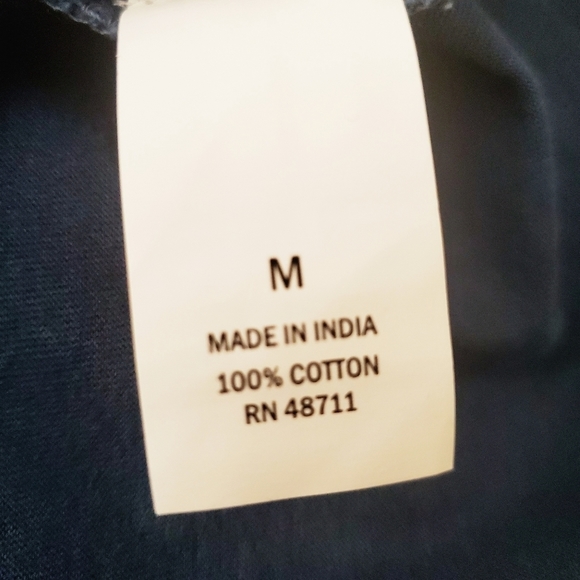 M
MADE IN INDIA
100% COTTON
RN 48711